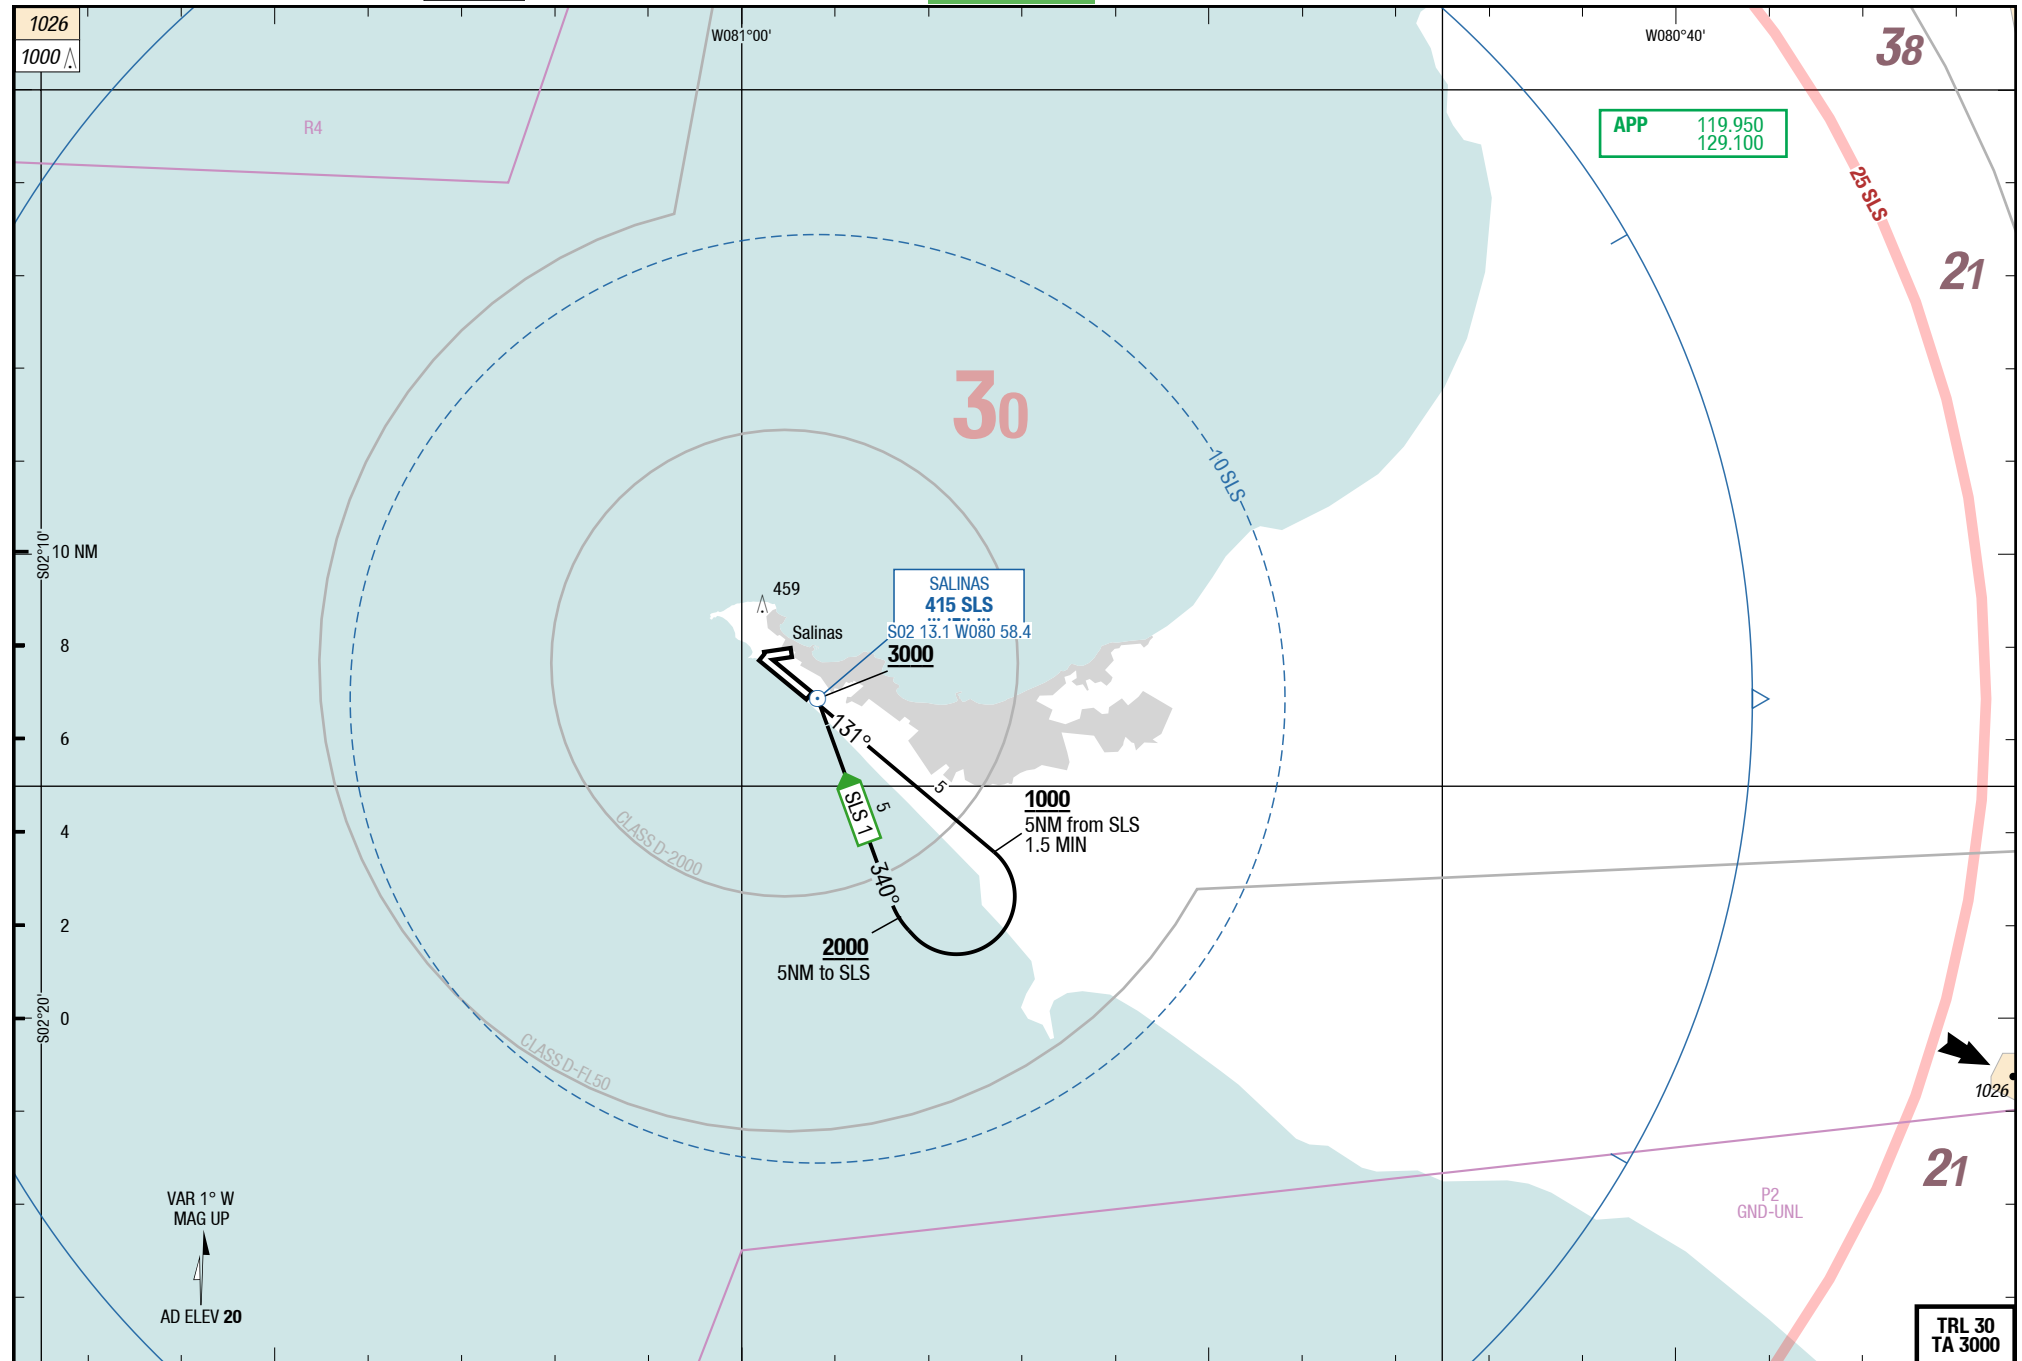 1026
1000
W081°00'
W080°40'
38
R4
APP 119.950
129.100
25 SLS
21
30
10 SLS
S02°10'
10 NM
459
SALINAS
415 SLS
S02 13.1 W080 58.4
Salinas
8
3000
131°
6
5
1000
5NM from SLS
1.5 MIN
SLS 1
5
4
CLASS D-2000
340°
2
2000
5NM to SLS
S02°20'
0
CLASS D-FL50
1026
21
P2
GND-UNL
VAR 1° W
MAG UP
AD ELEV 20
TRL 30
TA 3000